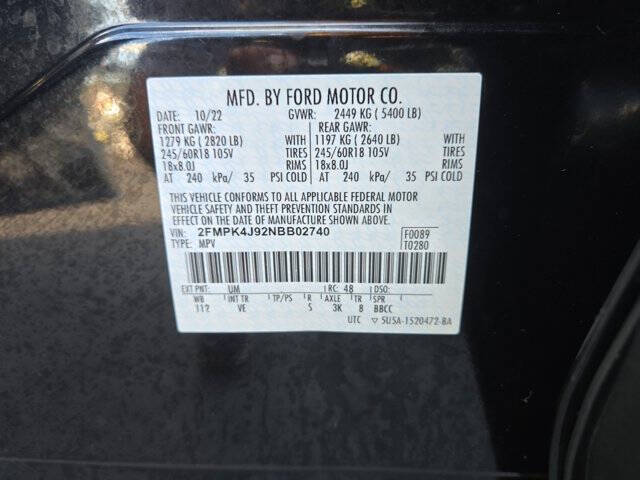 MFD. BY FORD MOTOR CO.
DATE: 10/22 GVWR: 2449 KG ( 5400 LB)
FRONT GAWR: REAR GAWR:
1279 KG ( 2820 LB) WITH 1197 KG ( 2640 LB) WITH
245/60R18 105V TIRES 245/60R18 105V TIRES
18x8.0J RIMS 18x8.0J RIMS
AT 240 kPa/ 35 PSI COLD AT 240 kPa/ 35 PSI COLD
THIS VEHICLE CONFORMS TO ALL APPLICABLE FEDERAL MOTOR
VEHICLE SAFETY AND THEFT PREVENTION STANDARDS IN
EFFECT ON THE DATE OF MANUFACTURE SHOWN ABOVE.
VIN: 2FMPK4J92NBB02740 F0089
TYPE: MPV T0280
EXT PNT: UM RC: 48 DSO:
WB INT TR TP/PS R AXLE TR SPR
112 VE S 3K 8 BBCC
UTC ▽ 5U5A-1520472-BA